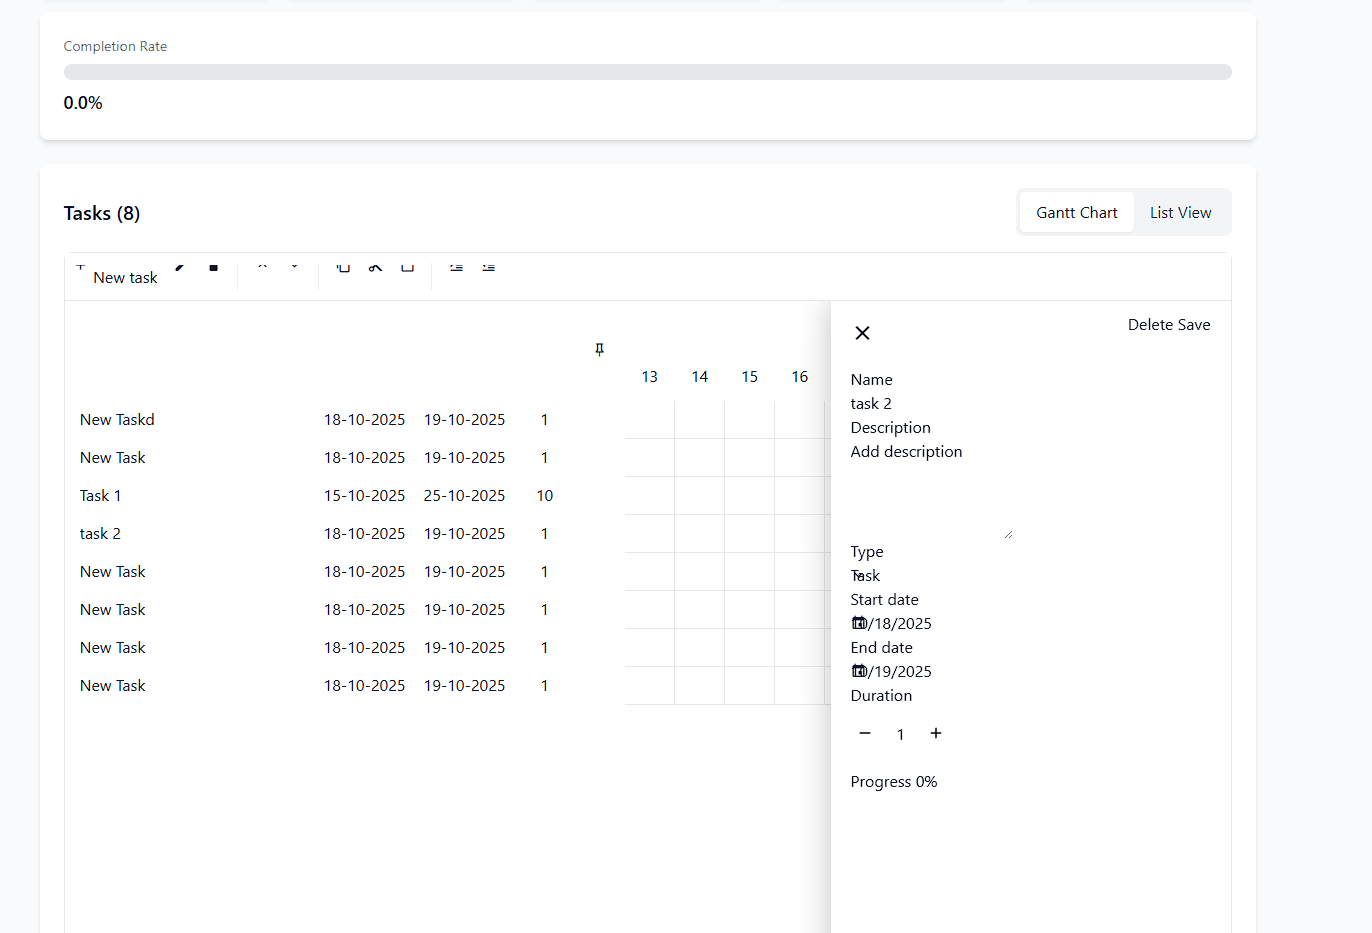 Completion Rate
0.0%
Tasks (8)
Gantt Chart List View
New task
Delete Save
13 14 15 16
New Taskd 18-10-2025 19-10-2025 1
New Task 18-10-2025 19-10-2025 1
Task 1 15-10-2025 25-10-2025 10
task 2 18-10-2025 19-10-2025 1
New Task 18-10-2025 19-10-2025 1
New Task 18-10-2025 19-10-2025 1
New Task 18-10-2025 19-10-2025 1
New Task 18-10-2025 19-10-2025 1
Name
task 2
Description
Add description
Type
Task
Start date
/18/2025
End date
/19/2025
Duration
1
Progress 0%